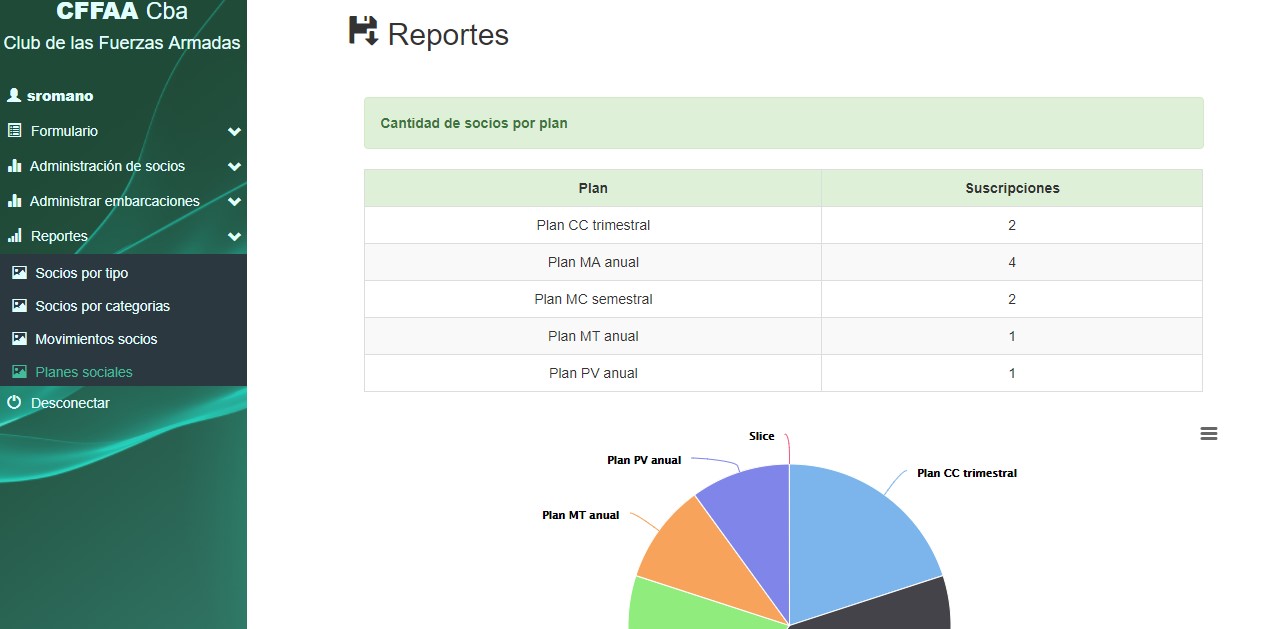 CFFAA Cba
Club de las Fuerzas Armadas
sromano
Formulario
Administración de socios
Administrar embarcaciones
Reportes
Socios por tipo
Socios por categorias
Movimientos socios
Planes sociales
Desconectar
Reportes
Cantidad de socios por plan
Plan Suscripciones
Plan CC trimestral 2
Plan MA anual 4
Plan MC semestral 2
Plan MT anual 1
Plan PV anual 1
Slice
Plan PV anual
Plan CC trimestral
Plan MT anual